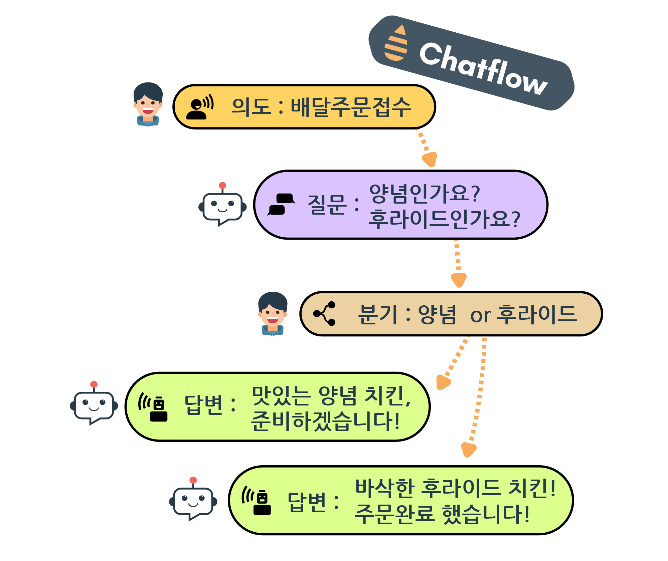 Chatflow
의도 : 배달주문접수
질문 : 양념인가요?
후라이드인가요?
분기 : 양념 or 후라이드
답변 : 맛있는 양념 치킨,
준비하겠습니다!
답변 : 바삭한 후라이드 치킨!
주문완료 했습니다!